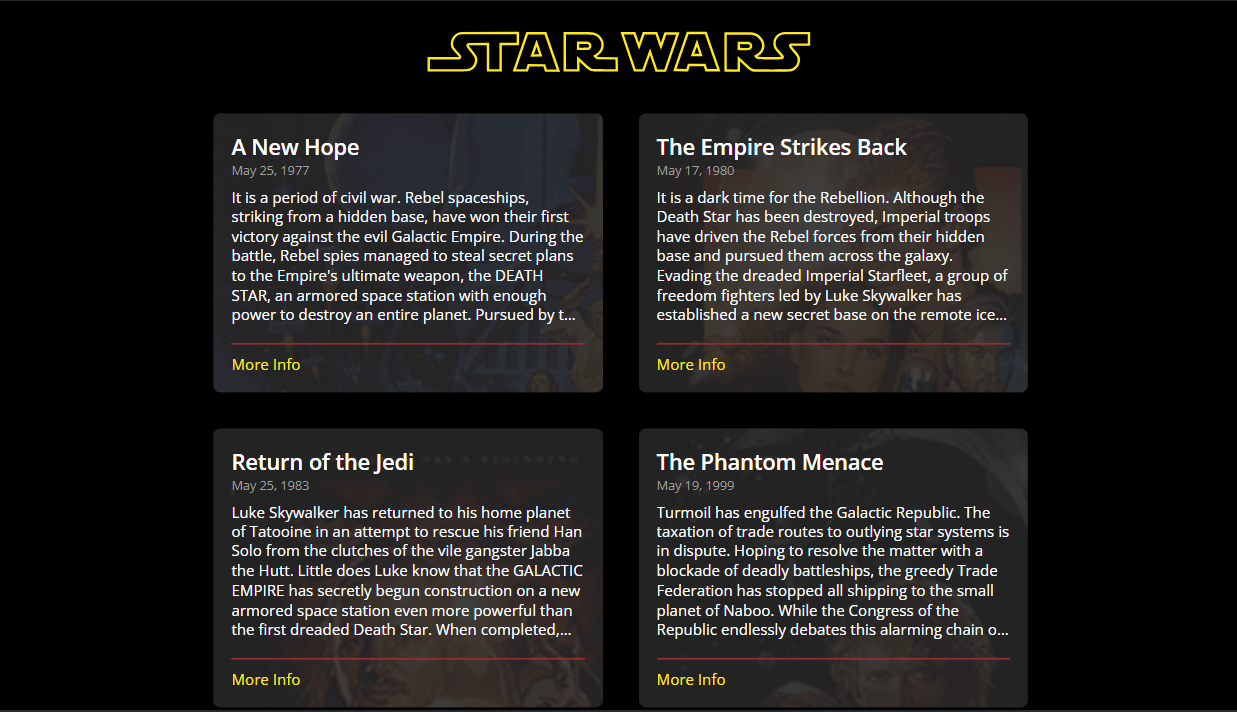 STAR WARS
A New Hope
May 25, 1977
It is a period of civil war. Rebel spaceships,
striking from a hidden base, have won their first
victory against the evil Galactic Empire. During the
battle, Rebel spies managed to steal secret plans
to the Empire's ultimate weapon, the DEATH
STAR, an armored space station with enough
power to destroy an entire planet. Pursued by t...
More Info
The Empire Strikes Back
May 17, 1980
It is a dark time for the Rebellion. Although the
Death Star has been destroyed, Imperial troops
have driven the Rebel forces from their hidden
base and pursued them across the galaxy.
Evading the dreaded Imperial Starfleet, a group of
freedom fighters led by Luke Skywalker has
established a new secret base on the remote ice...
More Info
Return of the Jedi
May 25, 1983
Luke Skywalker has returned to his home planet
of Tatooine in an attempt to rescue his friend Han
Solo from the clutches of the vile gangster Jabba
the Hutt. Little does Luke know that the GALACTIC
EMPIRE has secretly begun construction on a new
armored space station even more powerful than
the first dreaded Death Star. When completed,...
More Info
The Phantom Menace
May 19, 1999
Turmoil has engulfed the Galactic Republic. The
taxation of trade routes to outlying star systems is
in dispute. Hoping to resolve the matter with a
blockade of deadly battleships, the greedy Trade
Federation has stopped all shipping to the small
planet of Naboo. While the Congress of the
Republic endlessly debates this alarming chain o...
More Info